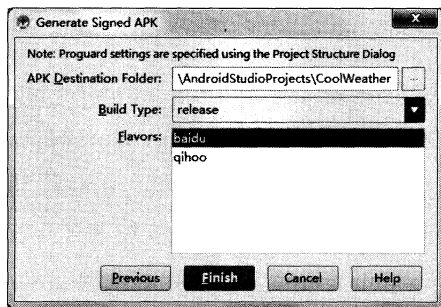 Generate Signed APK
Note: Proguard settings are specified using the Project Structure Dialog
APK Destination Folder: \AndroidStudioProjects\CoolWeather ...
Build Type: release
Flavors: baidu
qihoo
Previous Finish Cancel Help